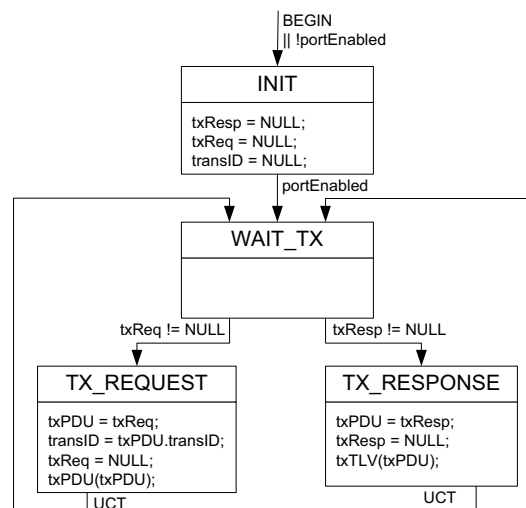 BEGIN
|| !portEnabled
INIT
txResp = NULL;
txReq = NULL;
transID = NULL;
portEnabled
WAIT_TX
txReq != NULL
txResp != NULL
TX_REQUEST
txPDU = txReq;
transID = txPDU.transID;
txReq = NULL;
txPDU(txPDU);
UCT
TX_RESPONSE
txPDU = txResp;
txResp = NULL;
txTLV(txPDU);
UCT